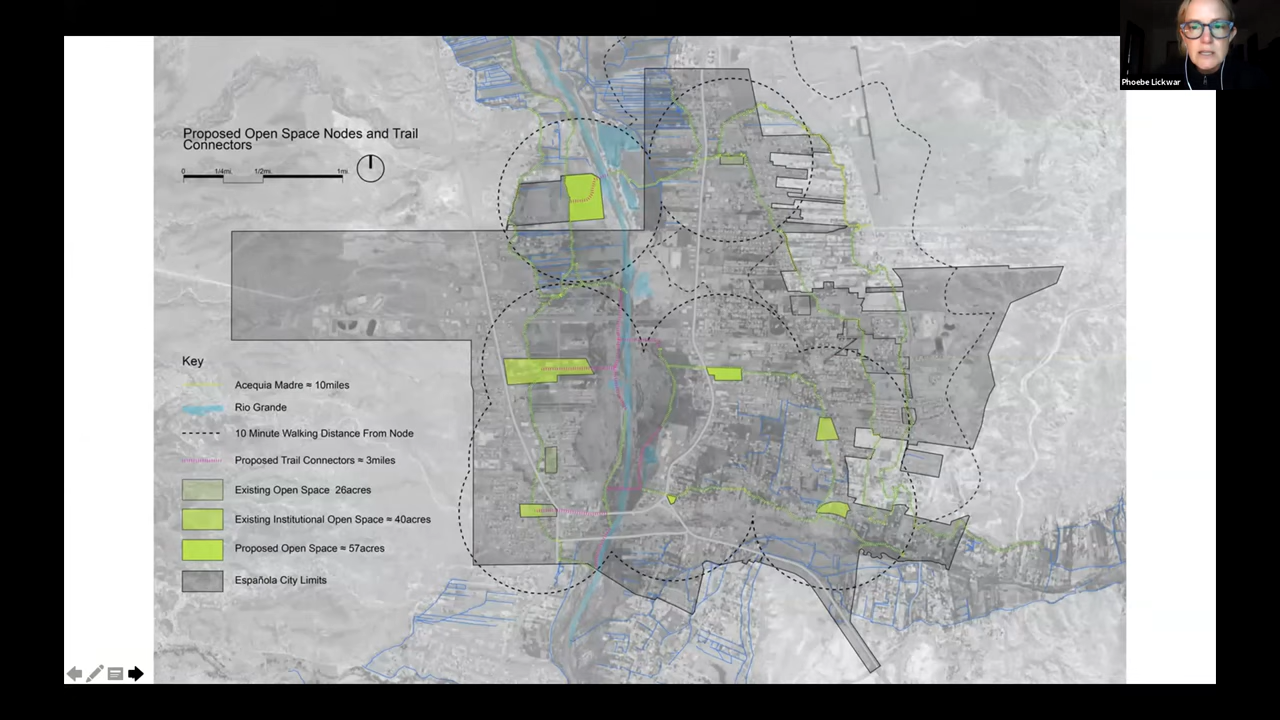 Phoebe Lickwar
Proposed Open Space Nodes and Trail
Connectors
0 1/4mi. 1/2mi. 1mi
Key
Acequia Madre ≈ 10miles
Rio Grande
10 Minute Walking Distance From Node
Proposed Trail Connectors ≈ 3miles
Existing Open Space 26acres
Existing Institutional Open Space ≈ 40acres
Proposed Open Space ≈ 57acres
Española City Limits